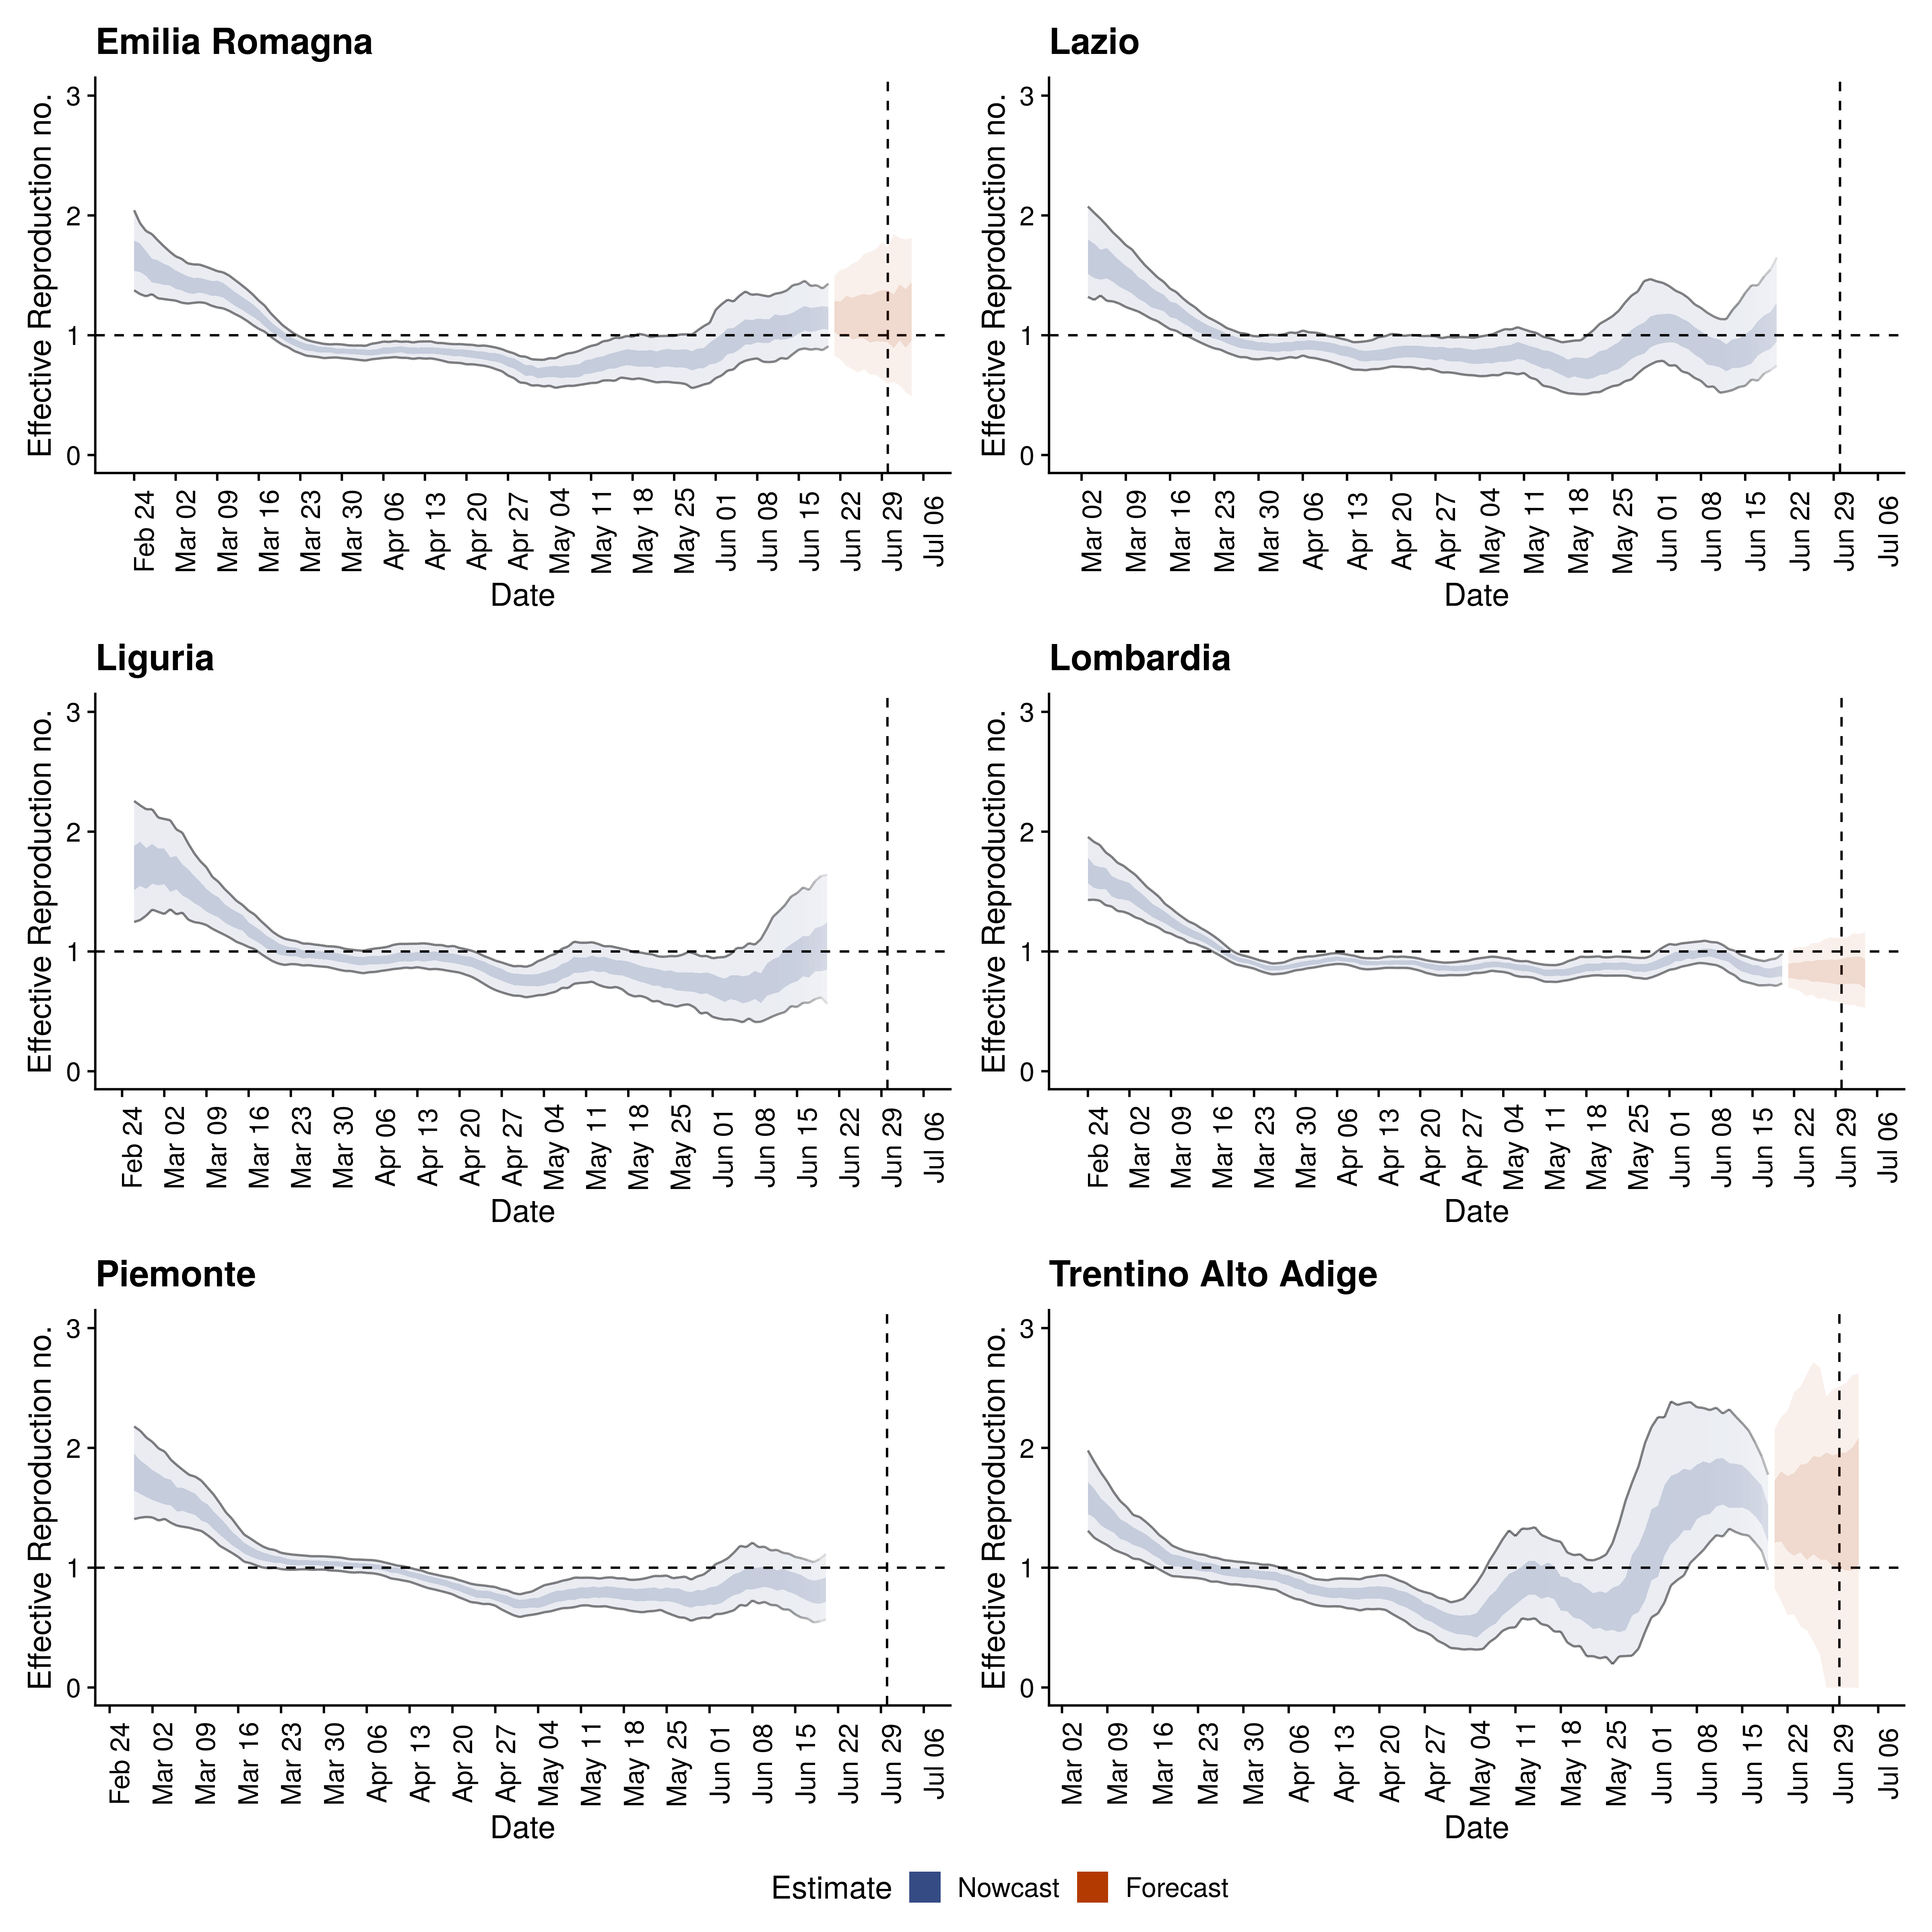 Emilia Romagna
Effective Reproduction no.
3
2
1
0
Feb 24
Mar 02
Mar 09
Mar 16
Mar 23
Mar 30
Apr 06
Apr 13
Apr 20
Apr 27
May 04
May 11
May 18
May 25
Jun 01
Jun 08
Jun 15
Jun 22
Jun 29
Jul 06
Date
Lazio
Effective Reproduction no.
3
2
1
0
Mar 02
Mar 09
Mar 16
Mar 23
Mar 30
Apr 06
Apr 13
Apr 20
Apr 27
May 04
May 11
May 18
May 25
Jun 01
Jun 08
Jun 15
Jun 22
Jun 29
Jul 06
Date
Liguria
Effective Reproduction no.
3
2
1
0
Feb 24
Mar 02
Mar 09
Mar 16
Mar 23
Mar 30
Apr 06
Apr 13
Apr 20
Apr 27
May 04
May 11
May 18
May 25
Jun 01
Jun 08
Jun 15
Jun 22
Jun 29
Jul 06
Date
Lombardia
Effective Reproduction no.
3
2
1
0
Feb 24
Mar 02
Mar 09
Mar 16
Mar 23
Mar 30
Apr 06
Apr 13
Apr 20
Apr 27
May 04
May 11
May 18
May 25
Jun 01
Jun 08
Jun 15
Jun 22
Jun 29
Jul 06
Date
Piemonte
Effective Reproduction no.
3
2
1
0
Feb 24
Mar 02
Mar 09
Mar 16
Mar 23
Mar 30
Apr 06
Apr 13
Apr 20
Apr 27
May 04
May 11
May 18
May 25
Jun 01
Jun 08
Jun 15
Jun 22
Jun 29
Jul 06
Date
Trentino Alto Adige
Effective Reproduction no.
3
2
1
0
Mar 02
Mar 09
Mar 16
Mar 23
Mar 30
Apr 06
Apr 13
Apr 20
Apr 27
May 04
May 11
May 18
May 25
Jun 01
Jun 08
Jun 15
Jun 22
Jun 29
Jul 06
Date
Estimate Nowcast Forecast